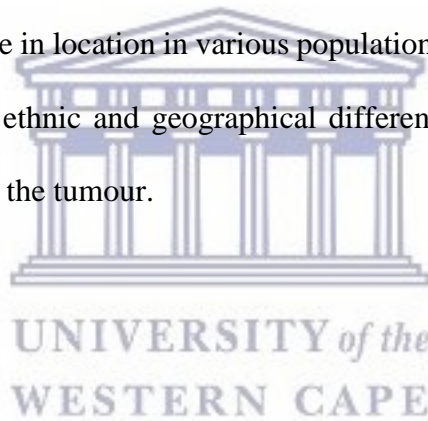 e in location in various population
ethnic and geographical differen
the tumour.
UNIVERSITY of the
WESTERN CAPE